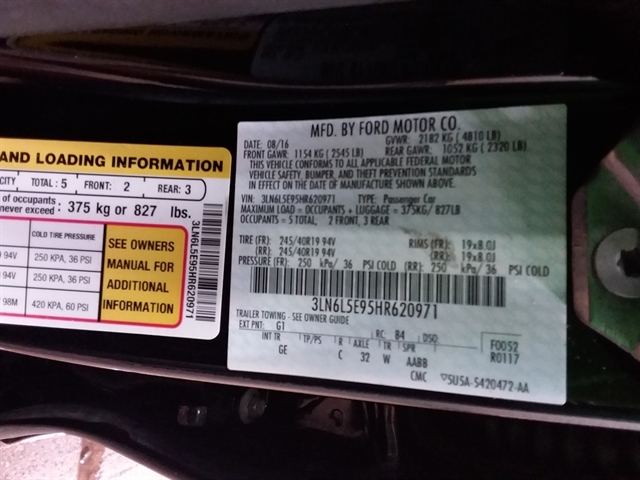 AND LOADING INFORMATION
CITY TOTAL: 5 FRONT: 2 REAR: 3
of occupants
never exceed: 375 kg or 827 lbs.
COLD TIRE PRESSURE
94V 250 KPA, 36 PSI
94V 250 KPA, 36 PSI
98M 420 KPA, 60 PSI
SEE OWNERS
MANUAL FOR
ADDITIONAL
INFORMATION
3LN6L5E95HR620971
MFD. BY FORD MOTOR CO.
DATE: 08/16 GVWR: 2182 KG ( 4810 LB)
FRONT GAWR: 1154 KG ( 2545 LB) REAR GAWR: 1052 KG ( 2320 LB)
THIS VEHICLE CONFORMS TO ALL APPLICABLE FEDERAL MOTOR
VEHICLE SAFETY, BUMPER, AND THEFT PREVENTION STANDARDS
IN EFFECT ON THE DATE OF MANUFACTURE SHOWN ABOVE.
VIN: 3LN6L5E95HR620971 TYPE: Passenger Car
MAXIMUM LOAD = OCCUPANTS + LUGGAGE = 375KG/ 827LB
OCCUPANTS = 5 TOTAL, 2 FRONT, 3 REAR
TIRE (FR): 245/40R19 94V RIMS (FR): 19x8.0J
(RR): 245/40R19 94V (RR): 19x8.0J
PRESSURE (FR) 250 kPa/ 36 PSI COLD (RR) 250 kPa/ 36 PSI COLD
3LN6L5E95HR620971
TRAILER TOWING - SEE OWNER GUIDE
EXT PNT: G1 RC: B4 DSO:
INT TR TP/PS R AXLE TR
GE C 32 W AABB
CMC
F0052
R0117
5U5A-5420472-AA